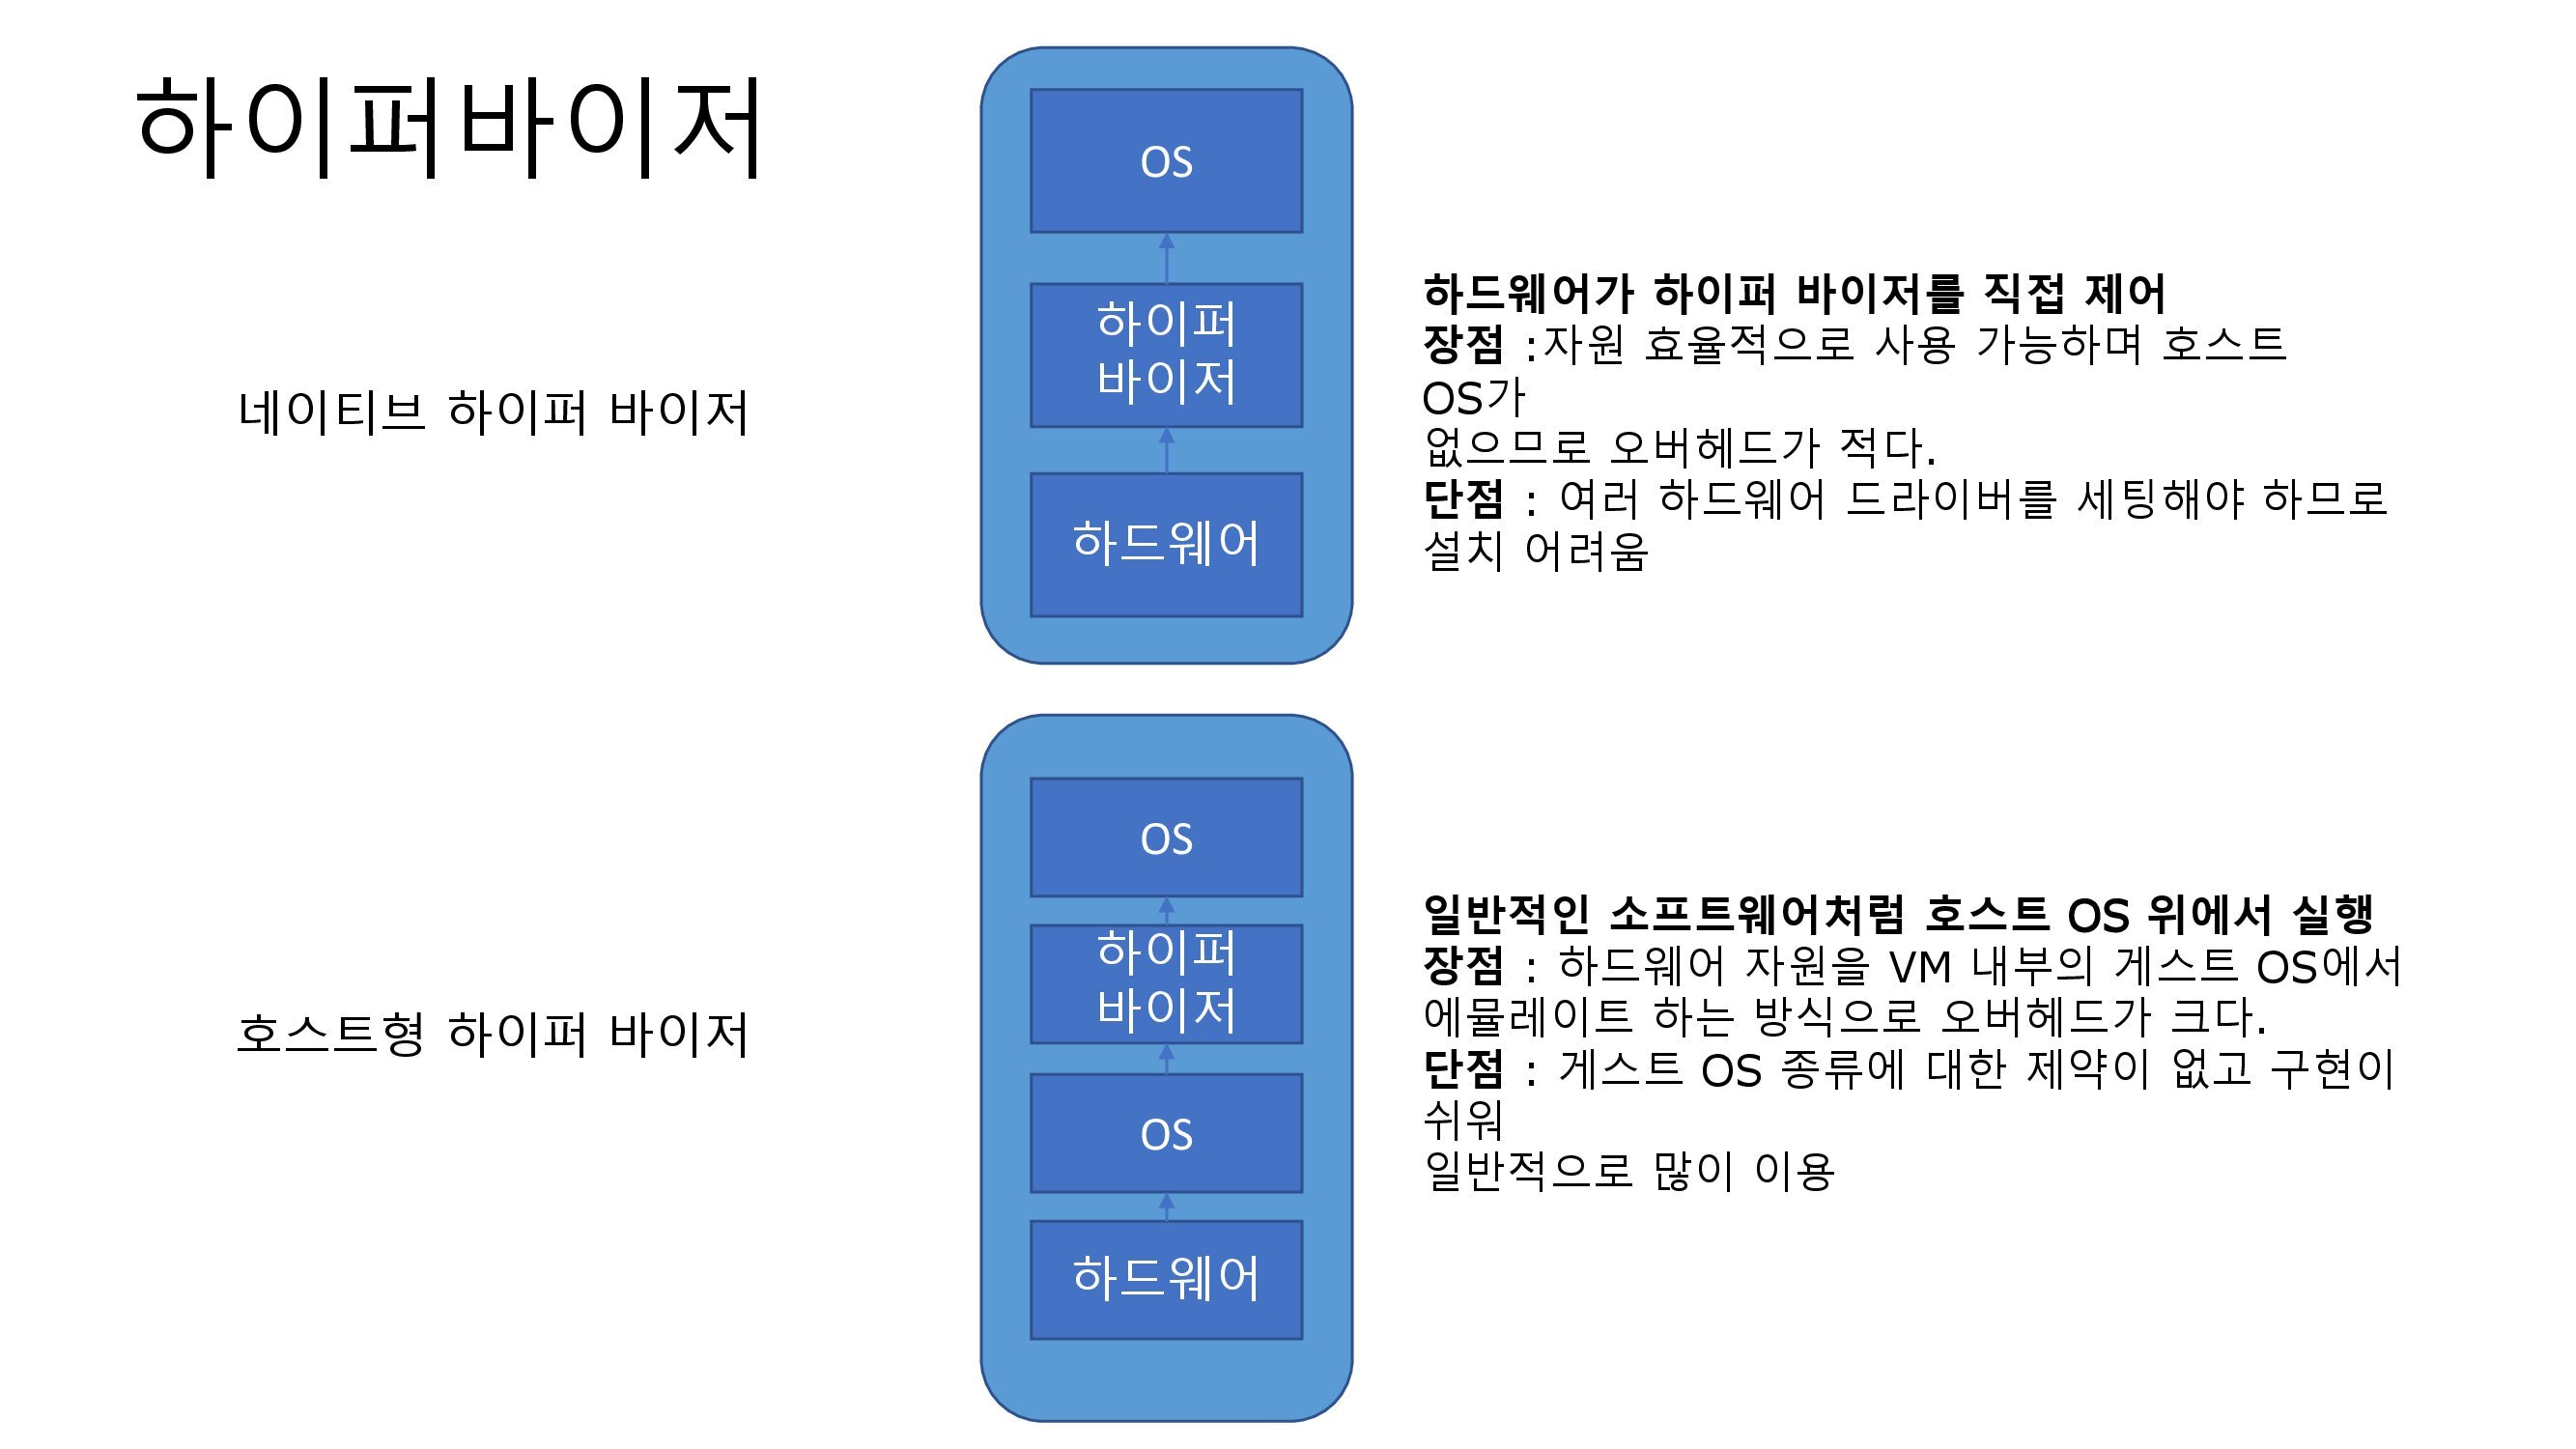 하이퍼바이저
네이티브 하이퍼 바이저
OS
하이퍼
바이저
하드웨어
하드웨어가 하이퍼 바이저를 직접 제어
장점 :자원 효율적으로 사용 가능하며 호스트
OS가
없으므로 오버헤드가 적다.
단점 : 여러 하드웨어 드라이버를 세팅해야 하므로
설치 어려움
호스트형 하이퍼 바이저
OS
하이퍼
바이저
OS
하드웨어
일반적인 소프트웨어처럼 호스트 OS 위에서 실행
장점 : 하드웨어 자원을 VM 내부의 게스트 OS에서
에뮬레이트 하는 방식으로 오버헤드가 크다.
단점 : 게스트 OS 종류에 대한 제약이 없고 구현이
쉬워
일반적으로 많이 이용